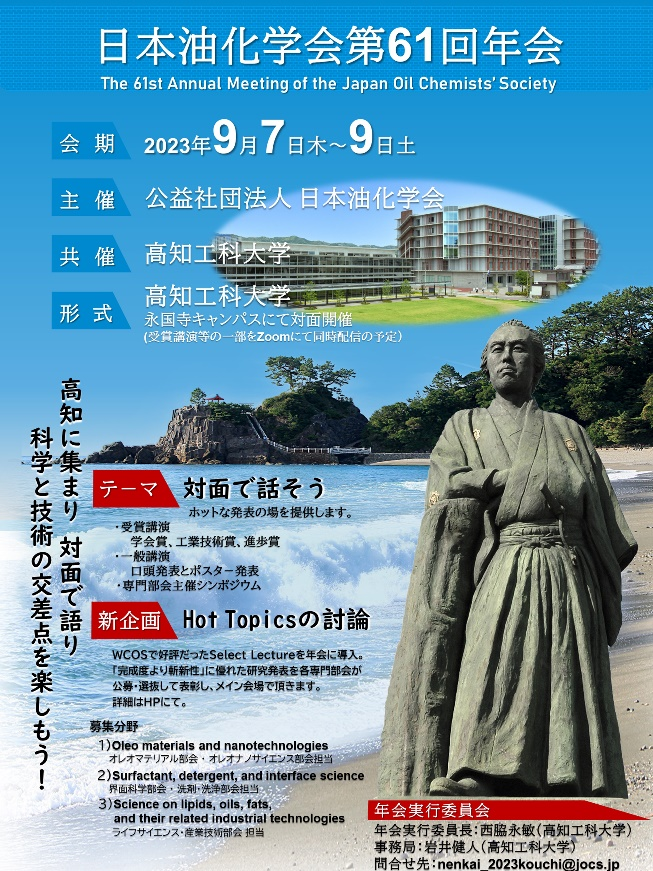 日本油化学会第61回年会
The 61st Annual Meeting of the Japan Oil Chemists' Society
会 期
2023年9月7日木～9日土
主 催
公益社団法人 日本油化学会
共 催
高知工科大学
形 式
高知工科大学
永国寺キャンパスにて対面開催
(受賞講演等の一部をZoomにて同時配信の予定)
高知に集まり 対面で語り
科学と技術の交差点を楽しもう！
テーマ
対面で話そう
ホットな発表の場を提供します。
・受賞講演
学会賞、工業技術賞、進歩賞
・一般講演
口頭発表とポスター発表
・専門部会主催シンポジウム
新企画
Hot Topicsの討論
WCOSで好評だったSelect Lectureを年会に導入。
「完成度より斬新性」に優れた研究発表を各専門部会が
公募・選抜して表彰し、メイン会場で頂きます。
詳細はHPにて。
募集分野
1)Oleo materials and nanotechnologies
オレオマテリアル部会・オレオナノサイエンス部会担当
2)Surfactant, detergent, and interface science
界面科学部会・洗剤・洗浄部会担当
3)Science on lipids, oils, fats,
and their related industrial technologies
ライフサイエンス・産業技術部会 担当
年会実行委員会
年会実行委員長：西脇永敏(高知工科大学)
事務局：岩井健人(高知工科大学)
問合せ先：nenkai_2023kouchi@jocs.jp